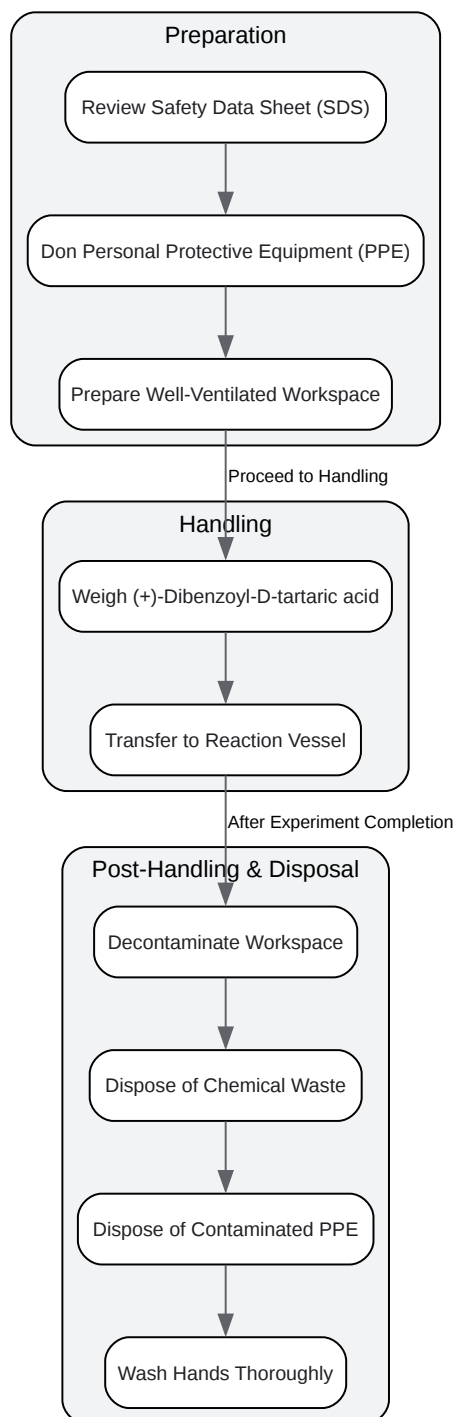 Preparation
Review Safety Data Sheet (SDS)
Don Personal Protective Equipment (PPE)
Prepare Well-Ventilated Workspace
Proceed to Handling
Handling
Weigh (+)-Dibenzoyl-D-tartaric acid
Transfer to Reaction Vessel
After Experiment Completion
Post-Handling & Disposal
Decontaminate Workspace
Dispose of Chemical Waste
Dispose of Contaminated PPE
Wash Hands Thoroughly